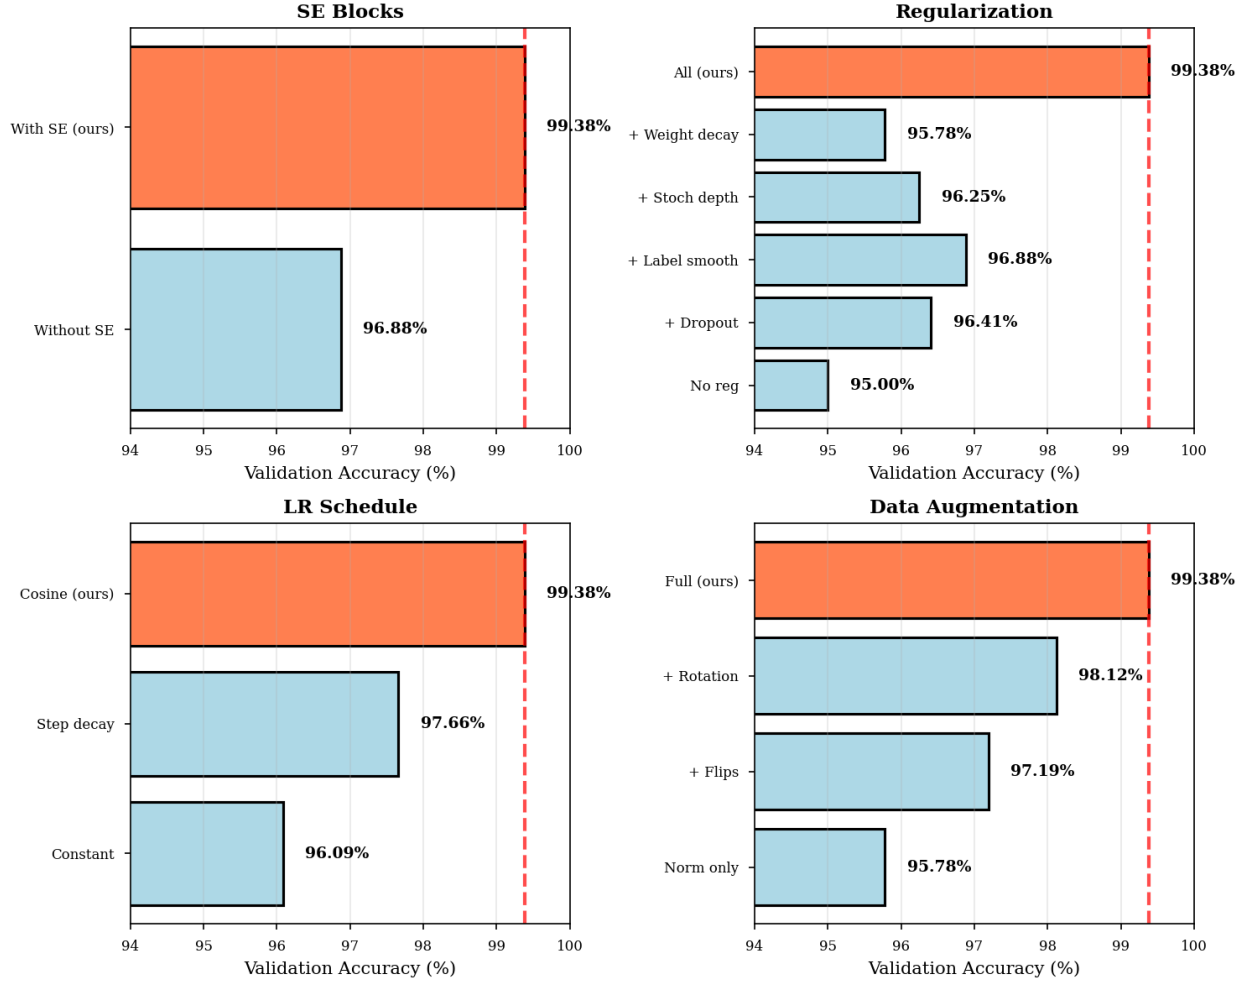 SE Blocks
With SE (ours)
99.38%
Without SE
96.88%
94 95 96 97 98 99 100
Validation Accuracy (%)
Regularization
All (ours)
99.38%
+ Weight decay
95.78%
+ Stoch depth
96.25%
+ Label smooth
96.88%
+ Dropout
96.41%
No reg
95.00%
94 95 96 97 98 99 100
Validation Accuracy (%)
LR Schedule
Cosine (ours)
99.38%
Step decay
97.66%
Constant
96.09%
94 95 96 97 98 99 100
Validation Accuracy (%)
Data Augmentation
Full (ours)
99.38%
+ Rotation
98.12%
+ Flips
97.19%
Norm only
95.78%
94 95 96 97 98 99 100
Validation Accuracy (%)